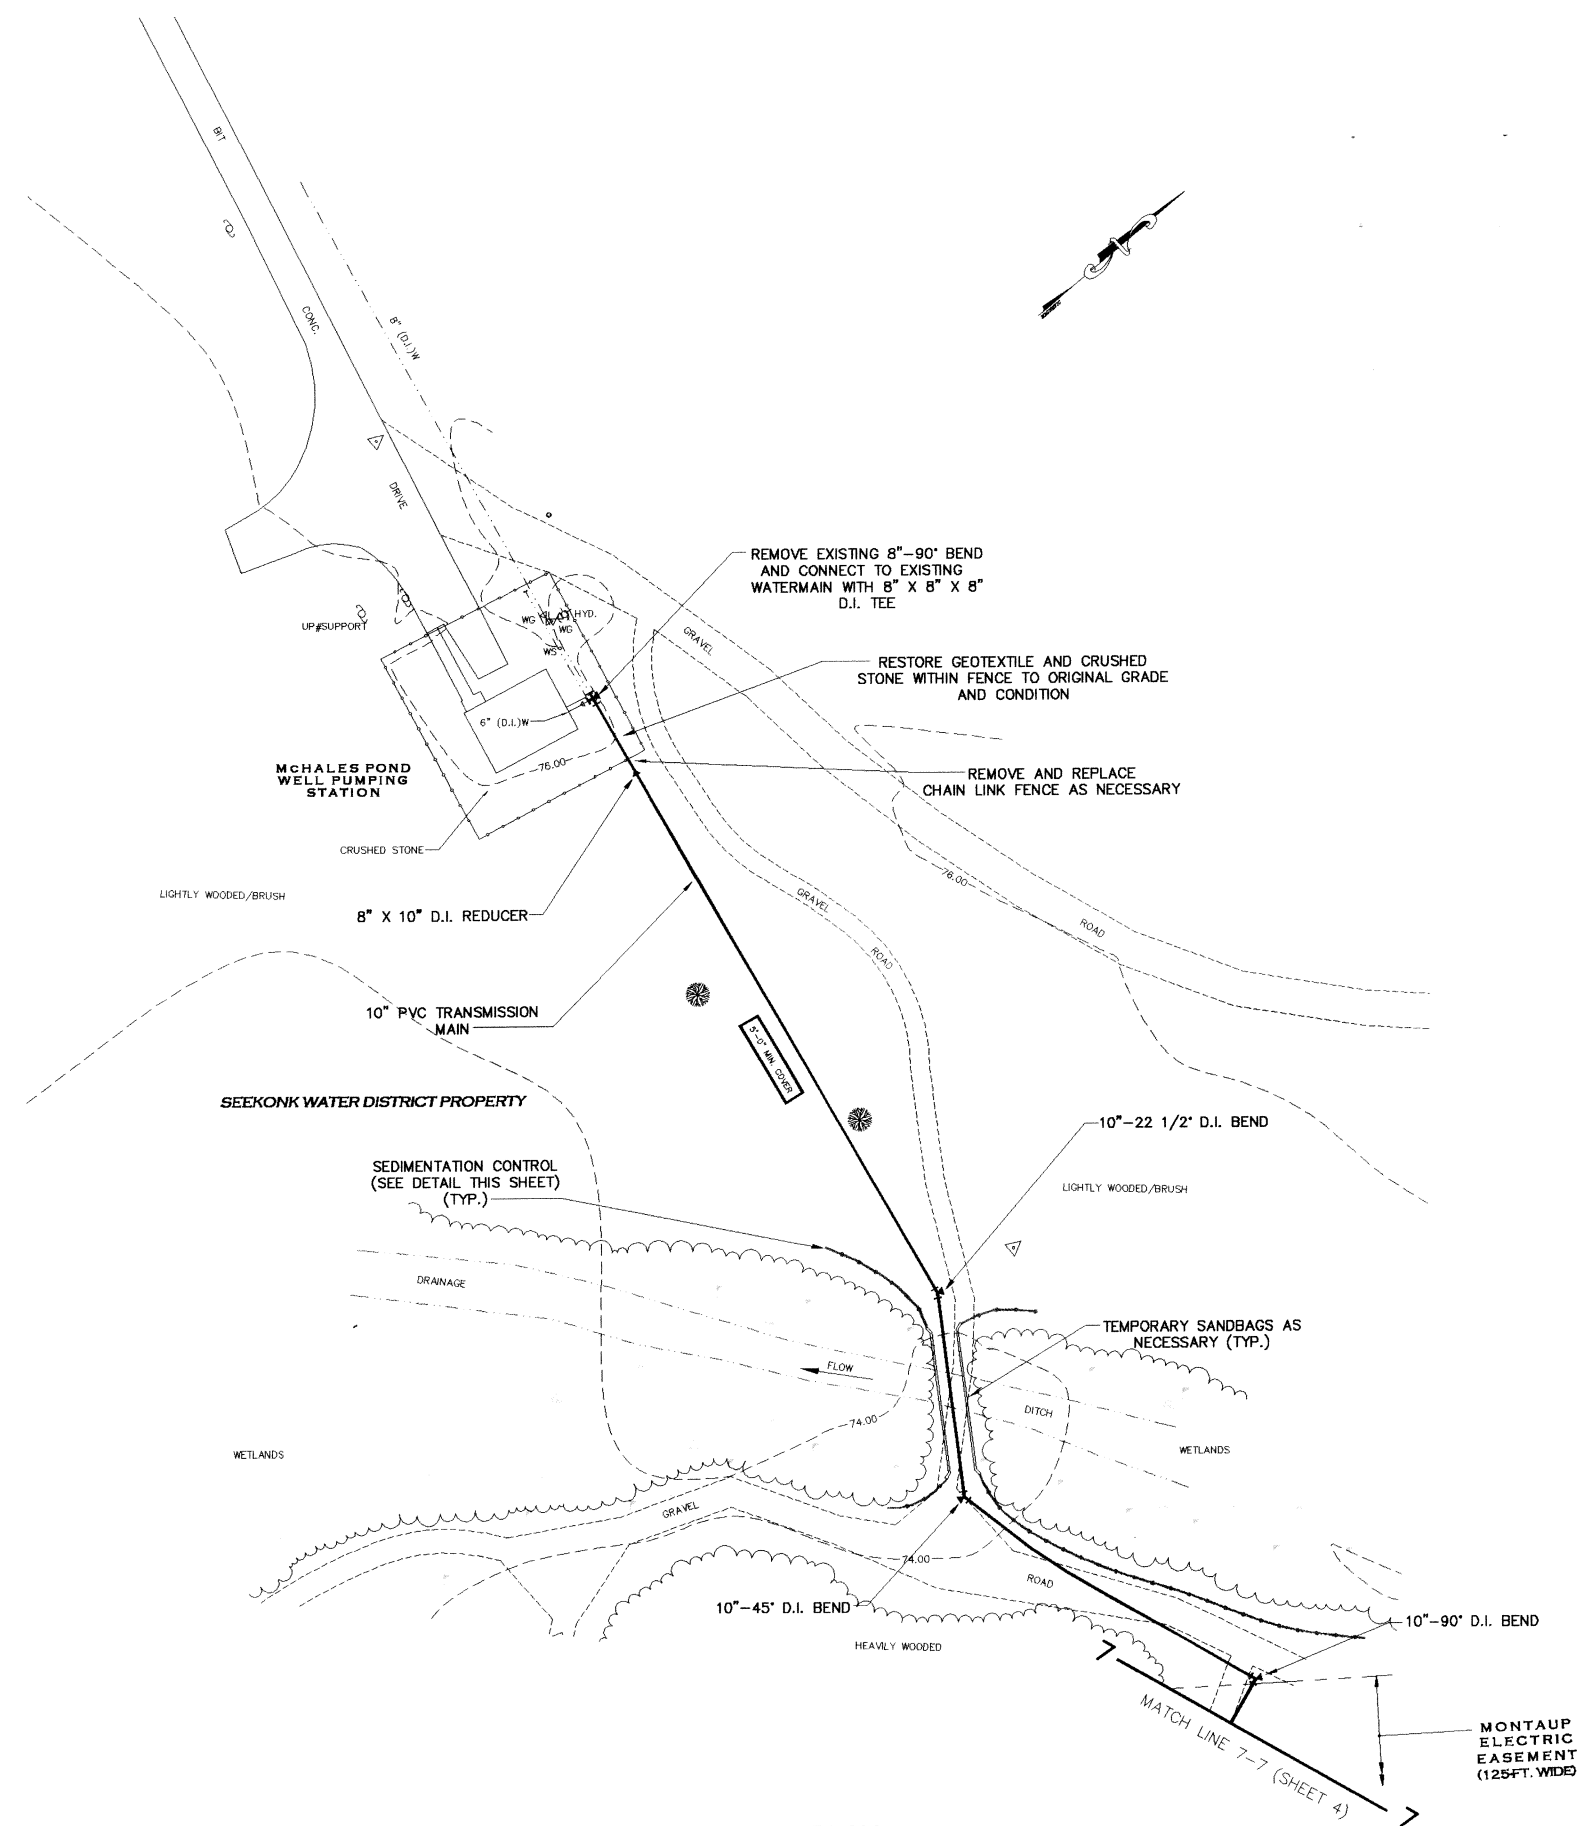 BIT
CONC.
8" (D.I.)W
DRIVE
REMOVE EXISTING 8"-90° BEND
AND CONNECT TO EXISTING
WATERMAIN WITH 8" X 8" X 8"
D.I. TEE
WG
HYD.
WG
WS
UP#SUPPORT
GRAVEL
RESTORE GEOTEXTILE AND CRUSHED
STONE WITHIN FENCE TO ORIGINAL GRADE
AND CONDITION
6" (D.I.)W
76.00
McHALES POND
WELL PUMPING
STATION
REMOVE AND REPLACE
CHAIN LINK FENCE AS NECESSARY
CRUSHED STONE
76.00
LIGHTLY WOODED/BRUSH
GRAVEL
8" X 10" D.I. REDUCER
ROAD
ROAD
10" PVC TRANSMISSION
MAIN
5'-0" MIN. COVER
SEEKONK WATER DISTRICT PROPERTY
10"-22 1/2° D.I. BEND
SEDIMENTATION CONTROL
(SEE DETAIL THIS SHEET)
(TYP.)
LIGHTLY WOODED/BRUSH
DRAINAGE
TEMPORARY SANDBAGS AS
NECESSARY (TYP.)
FLOW
DITCH
74.00
WETLANDS
WETLANDS
GRAVEL
74.00
ROAD
10"-45° D.I. BEND
10"-90° D.I. BEND
HEAVILY WOODED
7
MATCH LINE 7-7 (SHEET 4)
7
MONTAUP
ELECTRIC
EASEMENT
(125FT. WIDE)